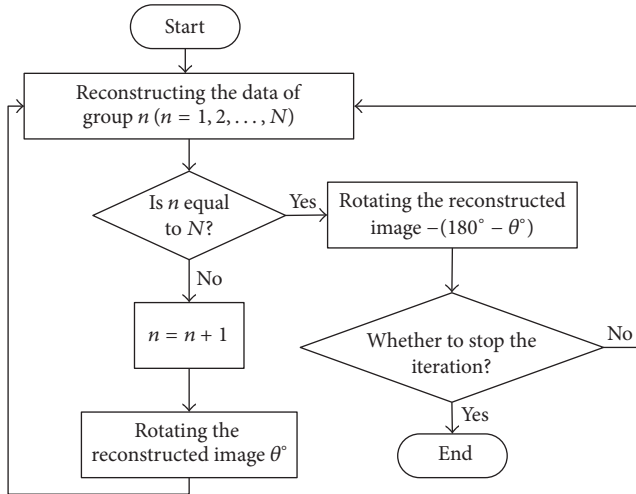 Start
Reconstructing the data of
group n (n = 1, 2, . . . , N)
Is n equal
to N?
Yes
Rotating the reconstructed
image −(180° − θ°)
No
n = n + 1
Whether to stop the
iteration?
No
Rotating the
reconstructed image θ°
Yes
End